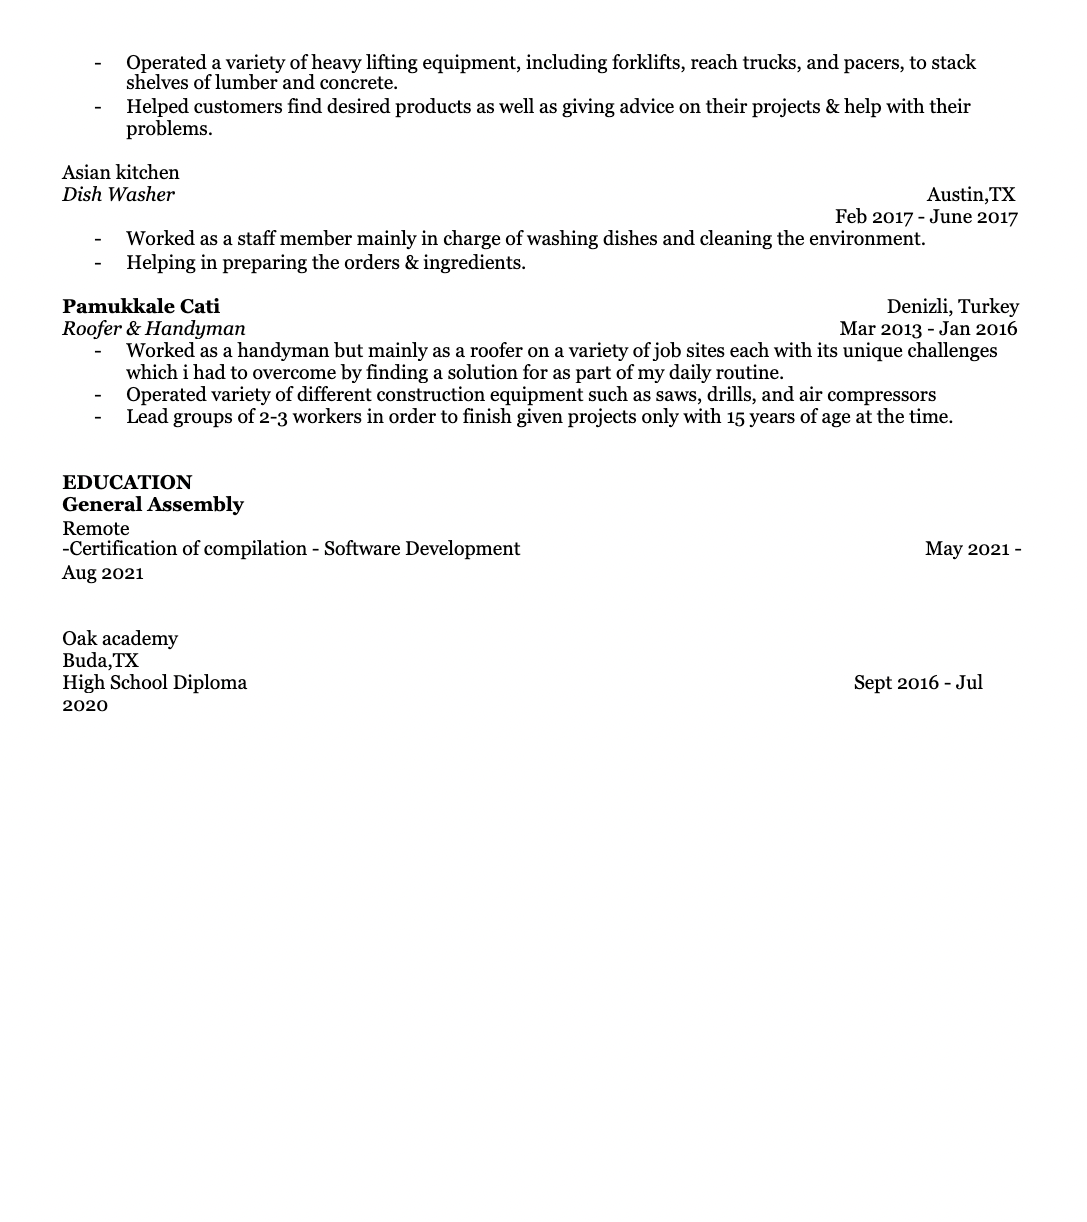 - Operated a variety of heavy lifting equipment, including forklifts, reach trucks, and pacers, to stack
shelves of lumber and concrete.
- Helped customers find desired products as well as giving advice on their projects & help with their
problems.
Asian kitchen
Dish Washer Austin,TX
Feb 2017 - June 2017
- Worked as a staff member mainly in charge of washing dishes and cleaning the environment.
- Helping in preparing the orders & ingredients.
Pamukkale Cati Denizli, Turkey
Roofer & Handyman Mar 2013 - Jan 2016
- Worked as a handyman but mainly as a roofer on a variety of job sites each with its unique challenges
which i had to overcome by finding a solution for as part of my daily routine.
- Operated variety of different construction equipment such as saws, drills, and air compressors
- Lead groups of 2-3 workers in order to finish given projects only with 15 years of age at the time.
EDUCATION
General Assembly
Remote
-Certification of compilation - Software Development May 2021 -
Aug 2021
Oak academy
Buda,TX
High School Diploma Sept 2016 - Jul
2020